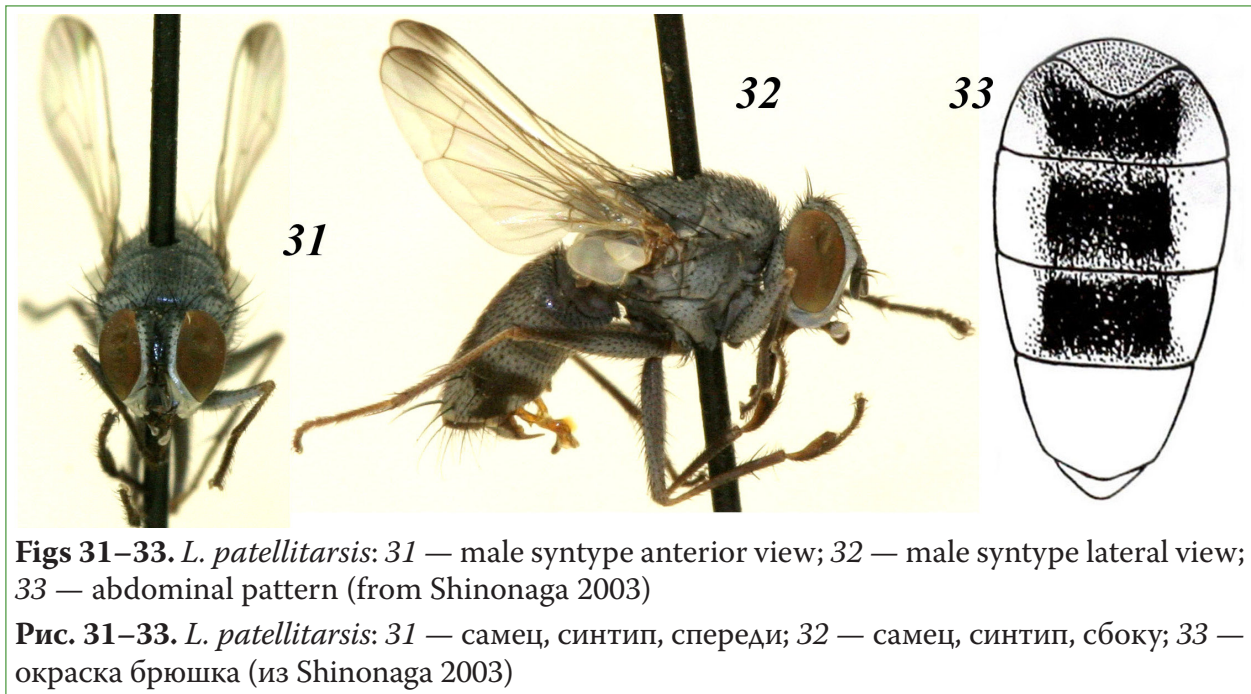 31
32
33
Figs 31–33. L. patellitarsis: 31 — male syntype anterior view; 32 — male syntype lateral view;
33 — abdominal pattern (from Shinonaga 2003)
Рис. 31–33. L. patellitarsis: 31 — самец, синтип, спереди; 32 — самец, синтип, сбоку; 33 —
окраска брюшка (из Shinonaga 2003)